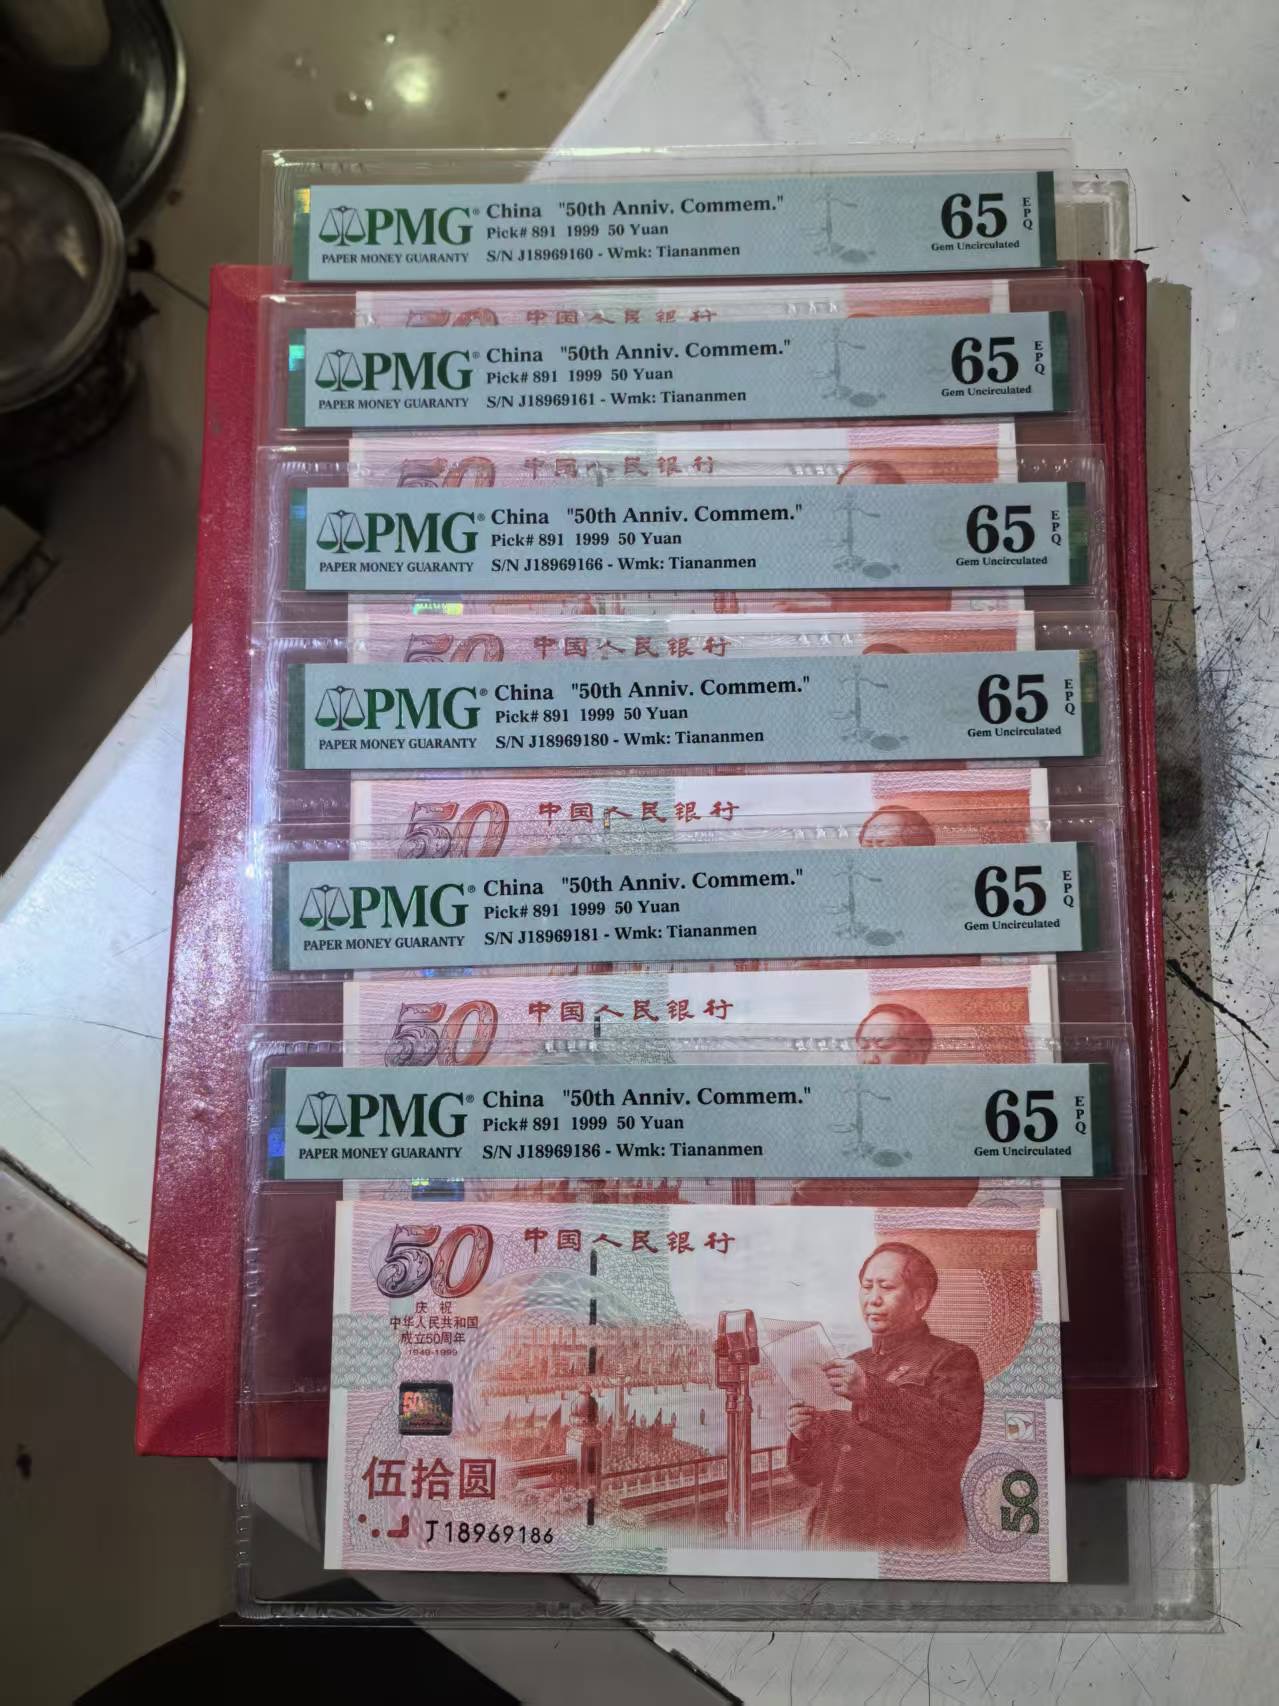 PMG® China "50th Anniv. Commem." 65 EPQ
Pick# 891 1999 50 Yuan
PAPER MONEY GUARANTY S/N J18969160 - Wmk: Tiananmen Gem Uncirculated
50 中国人民银行
PMG® China "50th Anniv. Commem." 65 EPQ
Pick# 891 1999 50 Yuan
PAPER MONEY GUARANTY S/N J18969161 - Wmk: Tiananmen Gem Uncirculated
50 中国人民银行
PMG® China "50th Anniv. Commem." 65 EPQ
Pick# 891 1999 50 Yuan
PAPER MONEY GUARANTY S/N J18969166 - Wmk: Tiananmen Gem Uncirculated
50 中国人民银行
PMG® China "50th Anniv. Commem." 65 EPQ
Pick# 891 1999 50 Yuan
PAPER MONEY GUARANTY S/N J18969180 - Wmk: Tiananmen Gem Uncirculated
50 中国人民银行
PMG® China "50th Anniv. Commem." 65 EPQ
Pick# 891 1999 50 Yuan
PAPER MONEY GUARANTY S/N J18969181 - Wmk: Tiananmen Gem Uncirculated
50 中国人民银行
PMG® China "50th Anniv. Commem." 65 EPQ
Pick# 891 1999 50 Yuan
PAPER MONEY GUARANTY S/N J18969186 - Wmk: Tiananmen Gem Uncirculated
50 中国人民银行
庆祝
中华人民共和国
成立50周年
1949-1999
50
伍拾圆
50
J18969186